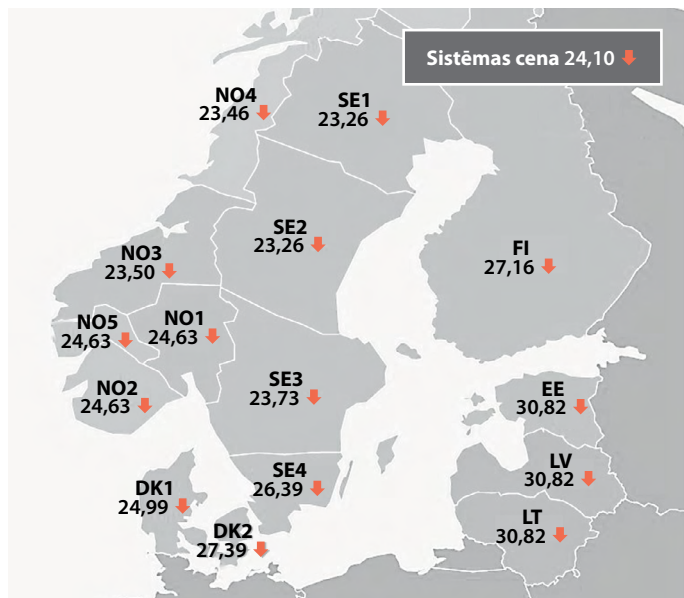 Sistēmas cena 24,10
NO4
23,46
SE1
23,26
SE2
23,26
FI
27,16
NO3
23,50
NO5
24,63
NO1
24,63
NO2
24,63
SE3
23,73
EE
30,82
SE4
26,39
LV
30,82
DK1
24,99
LT
30,82
DK2
27,39